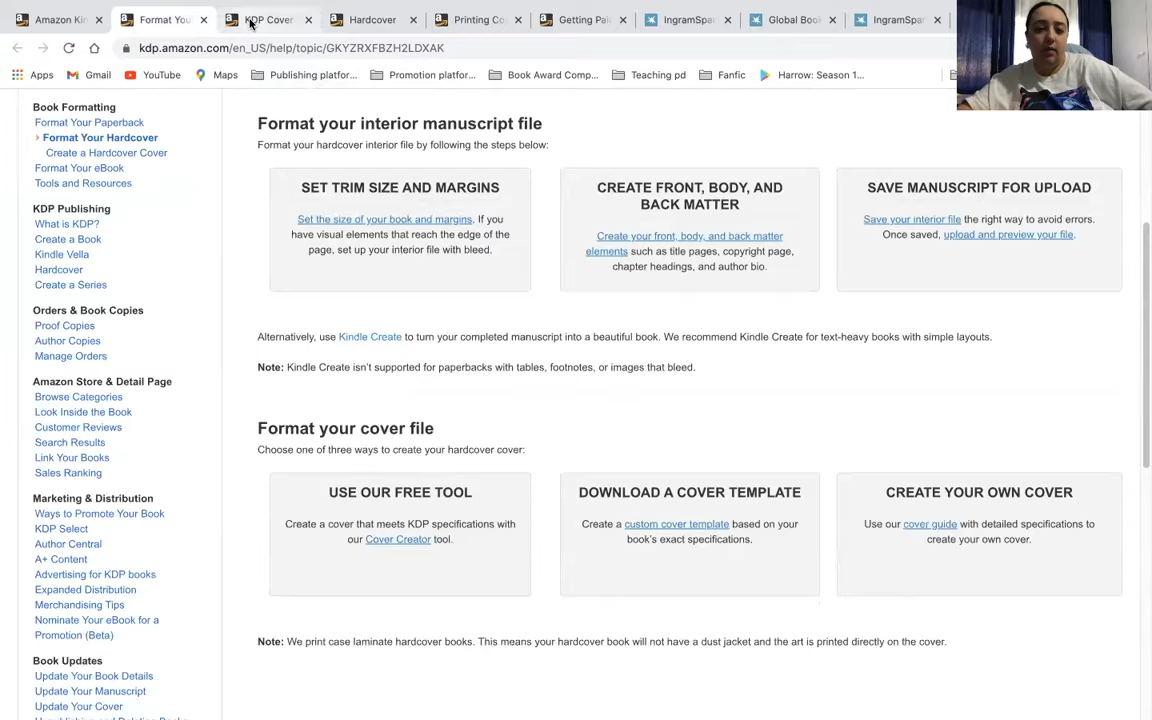 Amazon Kin
Format You
KDP Cover
Hardcover
Printing Co
Getting Pai
IngramSpar
Global Boo
IngramSpar
kdp.amazon.com/en_US/help/topic/GKYZRXFBZH2LDXAK
Apps
Gmail
YouTube
Maps
Publishing platfor...
Promotion platfor...
Book Award Comp...
Teaching pd
Fanfic
Harrow: Season 1...
Book Formatting
Format Your Paperback
› Format Your Hardcover
Create a Hardcover Cover
Format Your eBook
Tools and Resources
KDP Publishing
What is KDP?
Create a Book
Kindle Vella
Hardcover
Create a Series
Orders & Book Copies
Proof Copies
Author Copies
Manage Orders
Amazon Store & Detail Page
Browse Categories
Look Inside the Book
Customer Reviews
Search Results
Link Your Books
Sales Ranking
Marketing & Distribution
Ways to Promote Your Book
KDP Select
Author Central
A+ Content
Advertising for KDP books
Expanded Distribution
Merchandising Tips
Nominate Your eBook for a
Promotion (Beta)
Book Updates
Update Your Book Details
Update Your Manuscript
Update Your Cover
Format your interior manuscript file
Format your hardcover interior file by following the steps below:
SET TRIM SIZE AND MARGINS
Set the size of your book and margins. If you
have visual elements that reach the edge of the
page, set up your interior file with bleed.
CREATE FRONT, BODY, AND
BACK MATTER
Create your front, body, and back matter
elements such as title pages, copyright page,
chapter headings, and author bio.
SAVE MANUSCRIPT FOR UPLOAD
Save your interior file the right way to avoid errors.
Once saved, upload and preview your file.
Alternatively, use Kindle Create to turn your completed manuscript into a beautiful book. We recommend Kindle Create for text-heavy books with simple layouts.
Note: Kindle Create isn't supported for paperbacks with tables, footnotes, or images that bleed.
Format your cover file
Choose one of three ways to create your hardcover cover:
USE OUR FREE TOOL
Create a cover that meets KDP specifications with
our Cover Creator tool.
DOWNLOAD A COVER TEMPLATE
Create a custom cover template based on your
book's exact specifications.
CREATE YOUR OWN COVER
Use our cover guide with detailed specifications to
create your own cover.
Note: We print case laminate hardcover books. This means your hardcover book will not have a dust jacket and the art is printed directly on the cover.